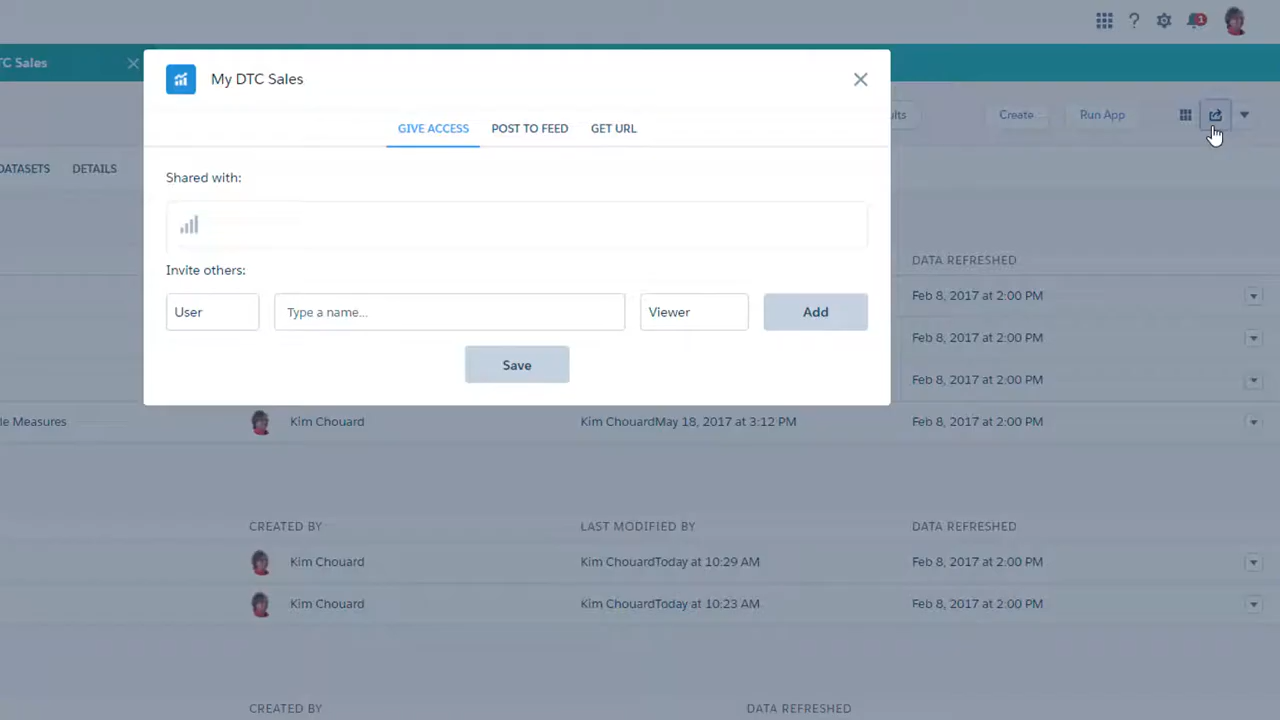 1
TC Sales
My DTC Sales
GIVE ACCESS POST TO FEED GET URL
Create Run App
DATASETS DETAILS
Shared with:
Invite others:
User Type a name... Viewer Add
Save
DATA REFRESHED
Feb 8, 2017 at 2:00 PM
Feb 8, 2017 at 2:00 PM
Feb 8, 2017 at 2:00 PM
Measures Kim Chouard Kim ChouardMay 18, 2017 at 3:12 PM Feb 8, 2017 at 2:00 PM
CREATED BY LAST MODIFIED BY DATA REFRESHED
Kim Chouard Kim ChouardToday at 10:29 AM Feb 8, 2017 at 2:00 PM
Kim Chouard Kim ChouardToday at 10:23 AM Feb 8, 2017 at 2:00 PM
CREATED BY DATA REFRESHED